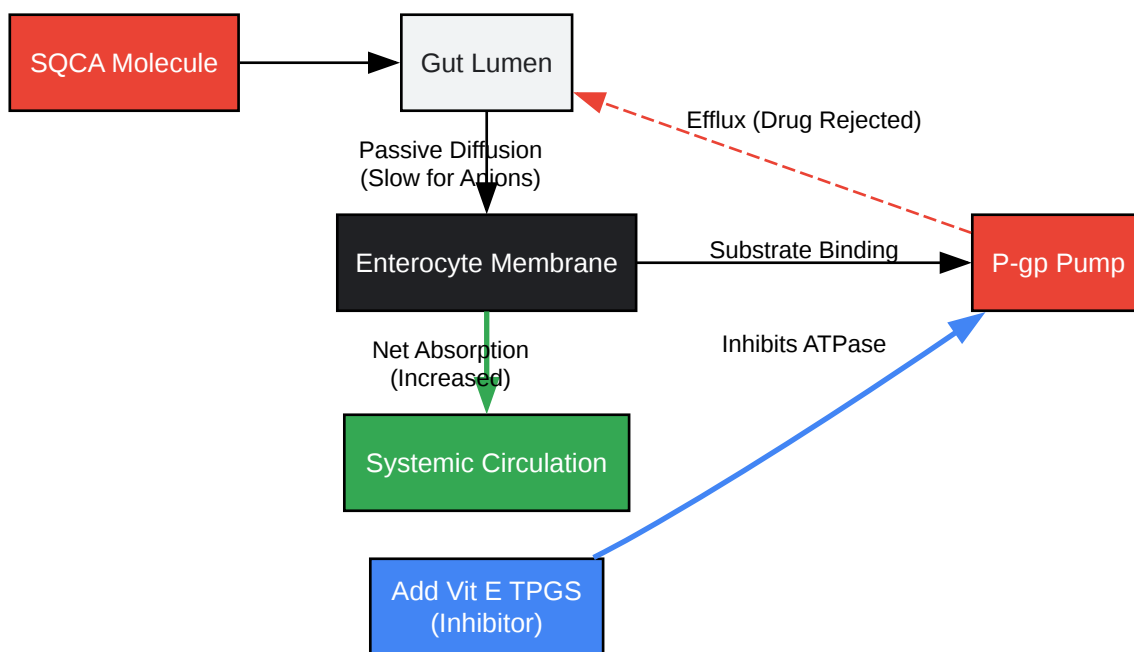 SQCA Molecule
Gut Lumen
Efflux (Drug Rejected)
Passive Diffusion
(Slow for Anions)
Enterocyte Membrane
Substrate Binding
P-gp Pump
Inhibits ATPase
Net Absorption
(Increased)
Systemic Circulation
Add Vit E TPGS
(Inhibitor)